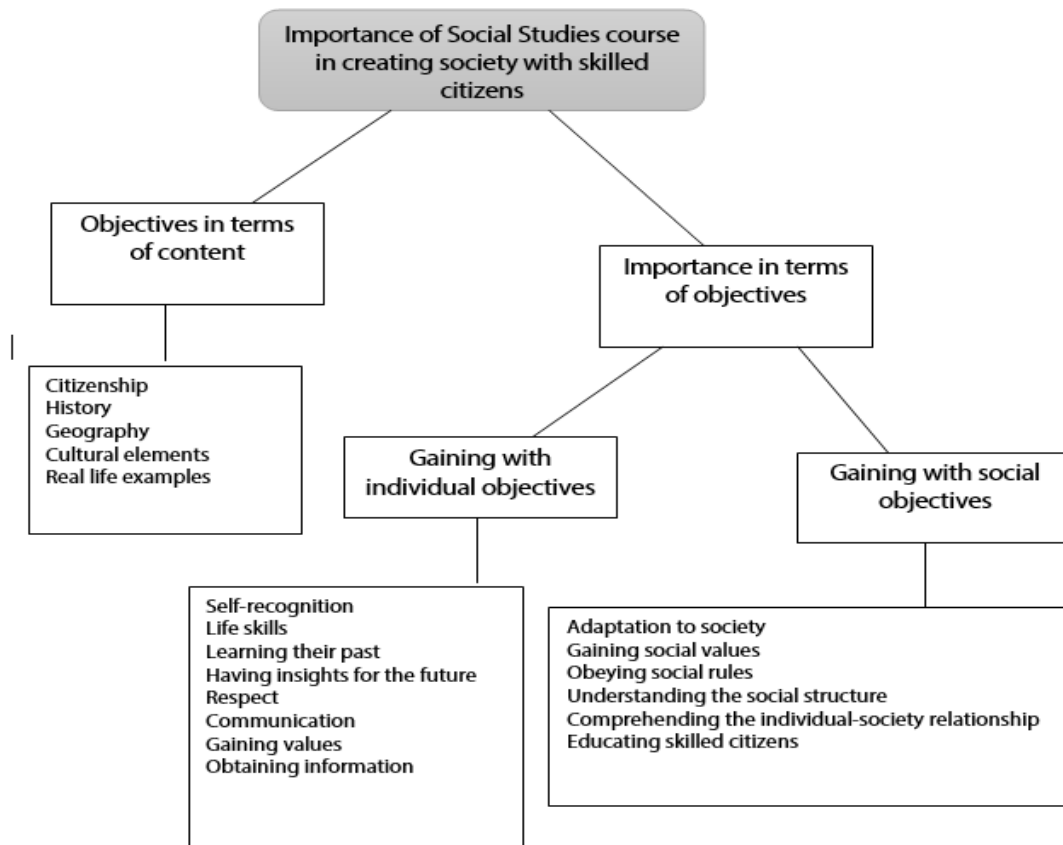 Importance of Social Studies course
in creating society with skilled
citizens
Objectives in terms
of content
Importance in terms
of objectives
Citizenship
History
Geography
Cultural elements
Real life examples
Gaining with
individual objectives
Gaining with social
objectives
Self-recognition
Life skills
Learning their past
Having insights for the future
Respect
Communication
Gaining values
Obtaining information
Adaptation to society
Gaining social values
Obeying social rules
Understanding the social structure
Comprehending the individual-society relationship
Educating skilled citizens